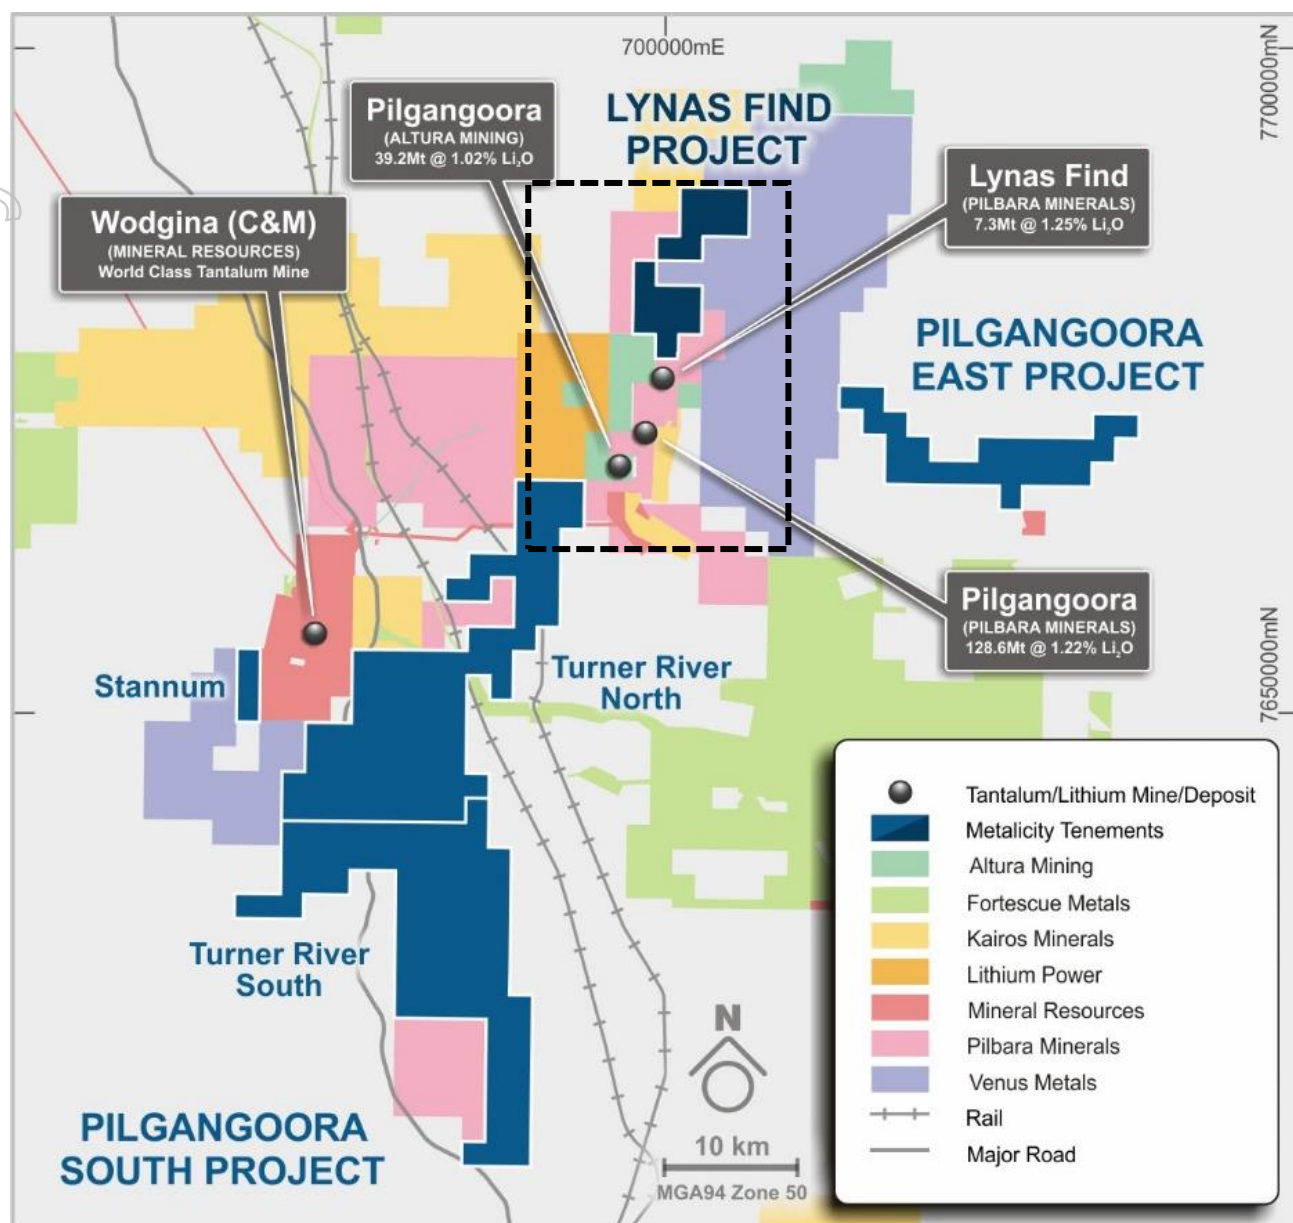 700000mE
7700000mN
Pilgangoora
(ALTURA MINING)
39.2Mt @ 1.02% Li₂O
LYNAS FIND
PROJECT
Lynas Find
(PILBARA MINERALS)
7.3Mt @ 1.25% Li₂O
Wodgina (C&M)
(MINERAL RESOURCES)
World Class Tantalum Mine
PILGANGOORA
EAST PROJECT
Pilgangoora
(PILBARA MINERALS)
128.6Mt @ 1.22% Li₂O
Stannum
Turner River
North
7650000mN
Tantalum/Lithium Mine/Deposit
Metalicity Tenements
Altura Mining
Fortescue Metals
Kairos Minerals
Lithium Power
Mineral Resources
Pilbara Minerals
Venus Metals
Rail
Major Road
Turner River
South
N
10 km
MGA94 Zone 50
PILGANGOORA
SOUTH PROJECT